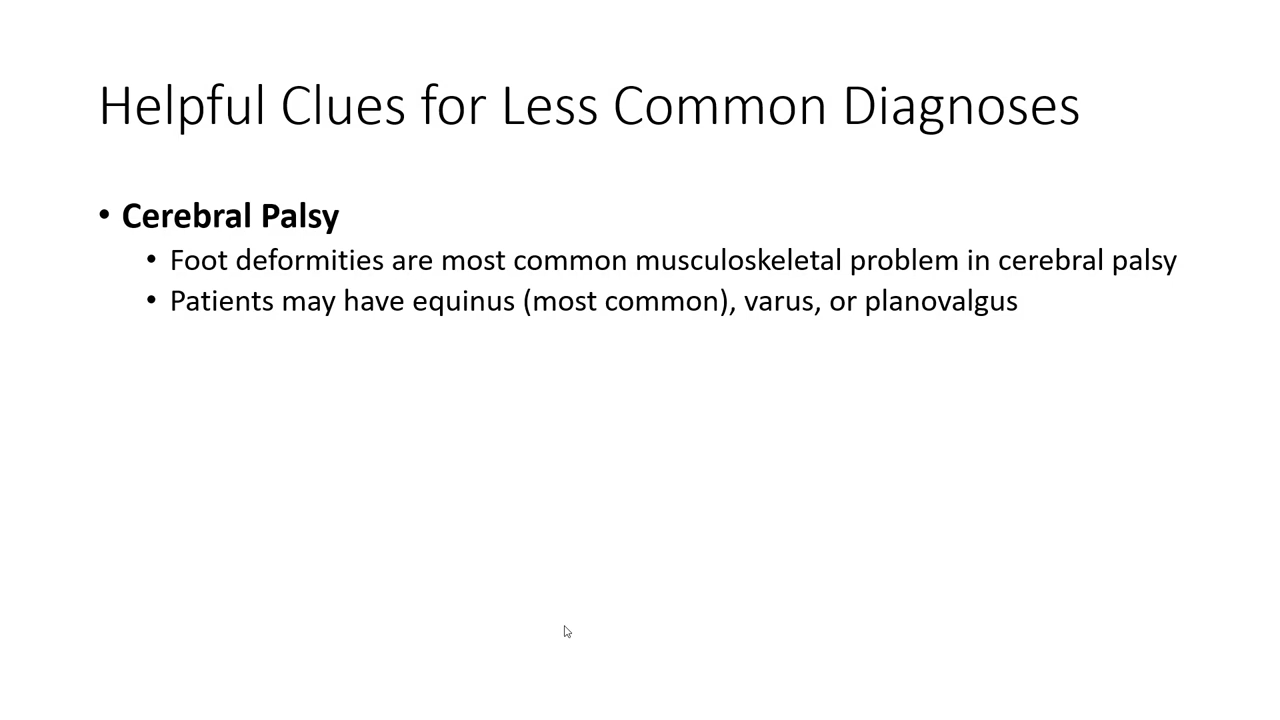 Helpful Clues for Less Common Diagnoses
• Cerebral Palsy
• Foot deformities are most common musculoskeletal problem in cerebral palsy
• Patients may have equinus (most common), varus, or planovalgus